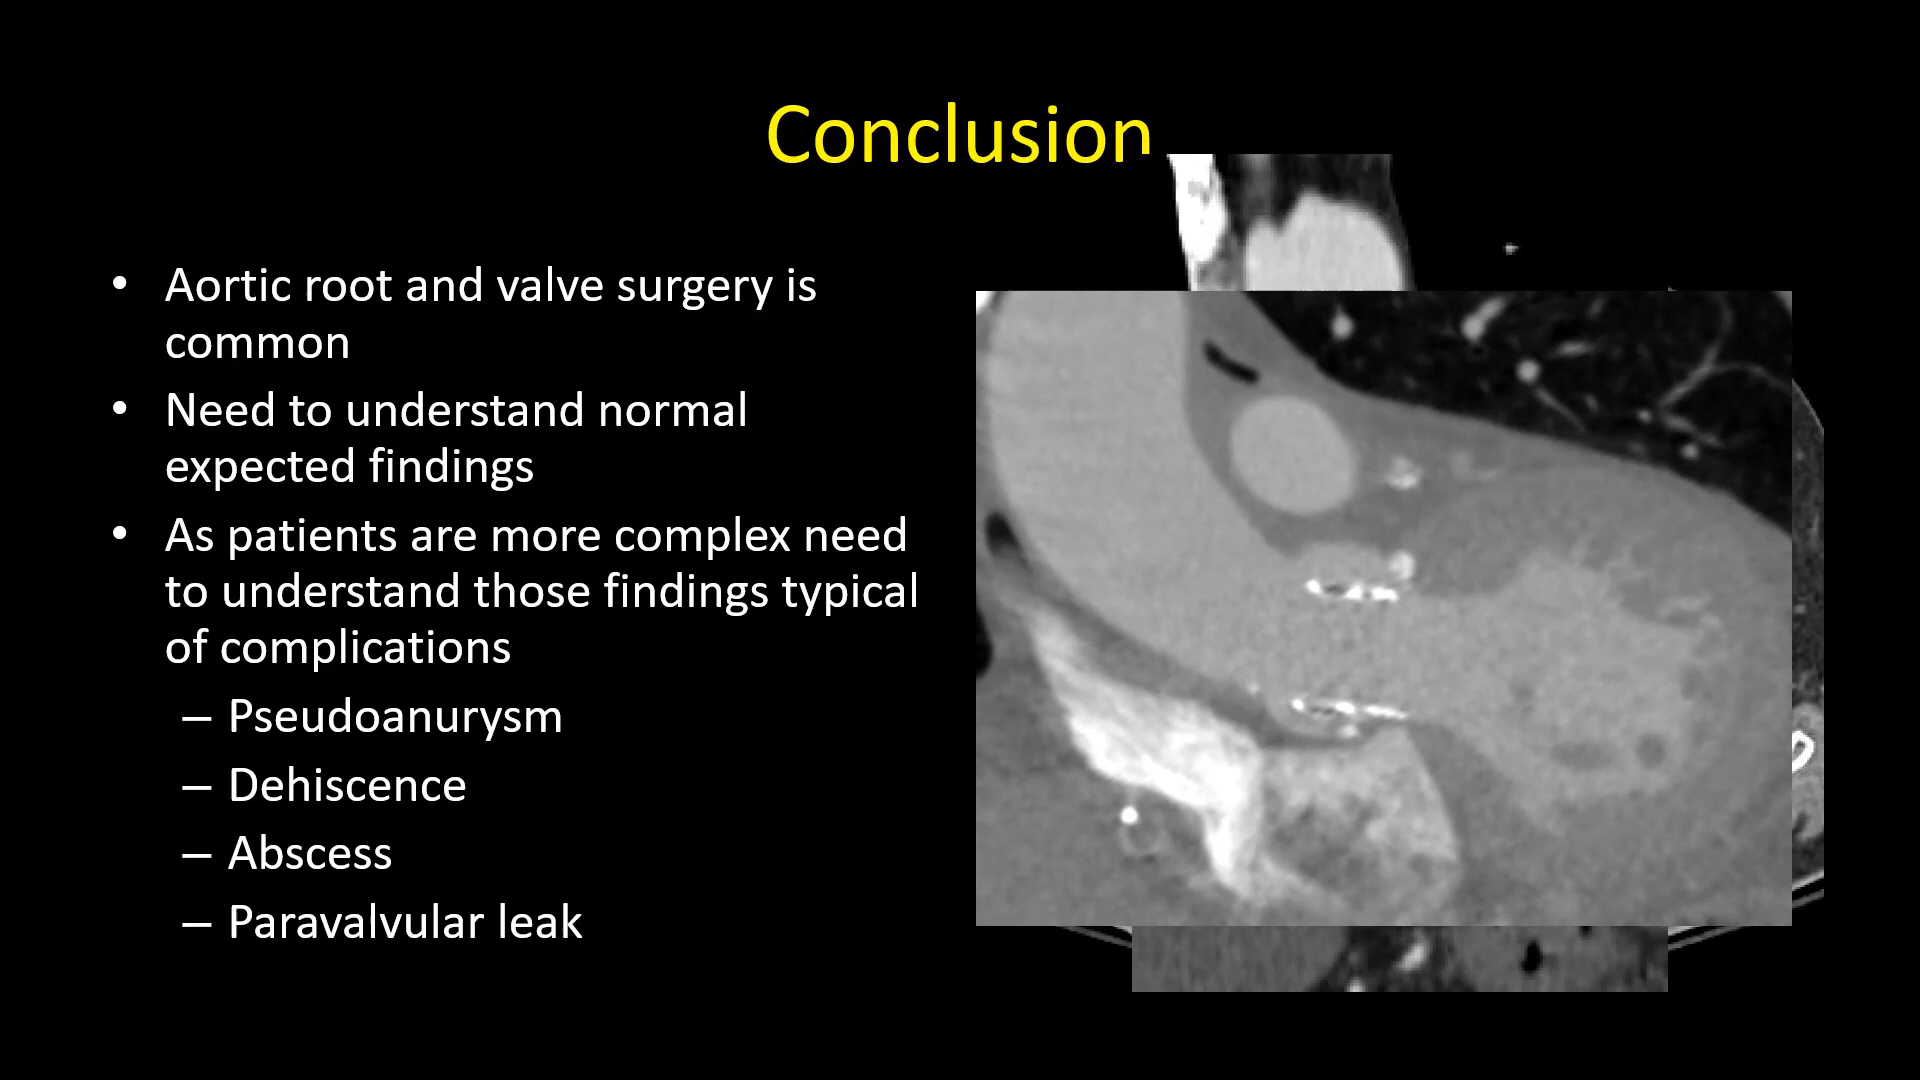 Conclusion
• Aortic root and valve surgery is
common
• Need to understand normal
expected findings
• As patients are more complex need
to understand those findings typical
of complications
– Pseudoanurysm
– Dehiscence
– Abscess
– Paravalvular leak